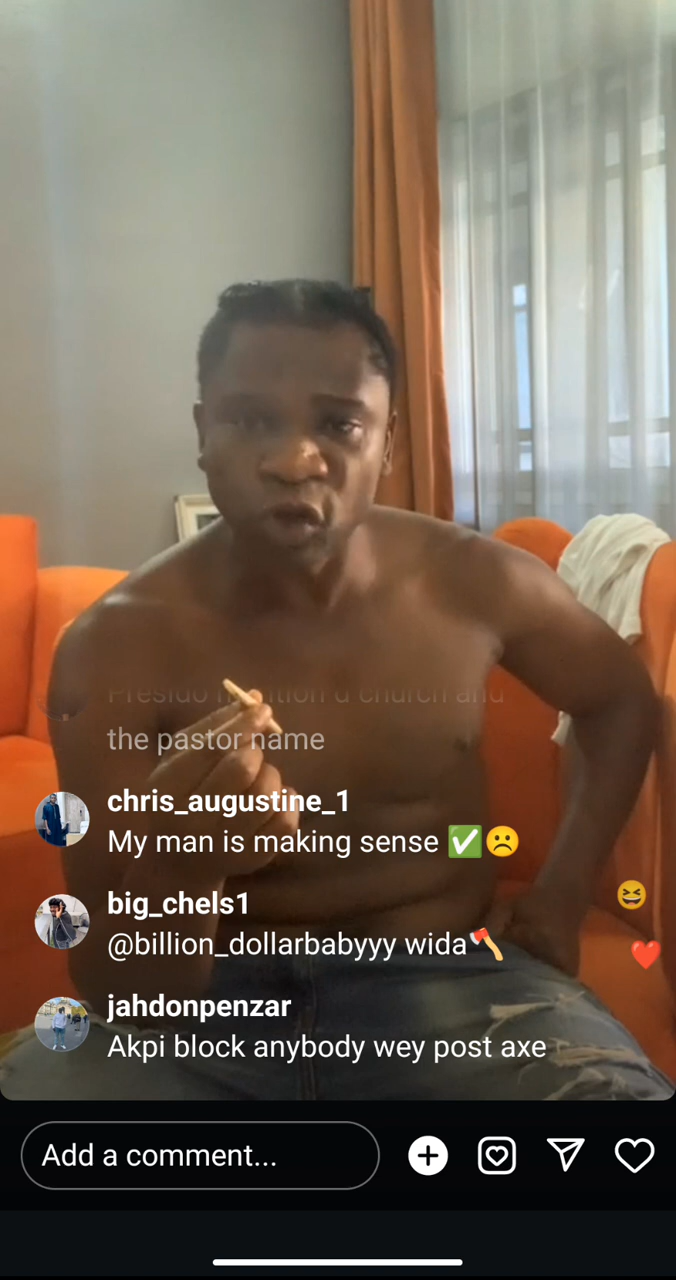 the pastor name
chris_augustine_1
My man is making sense ✅☹️
big_chels1
@billion_dollarbabyyy wida🪓
jahdonpenzar
Akpi block anybody wey post axe
Add a comment...